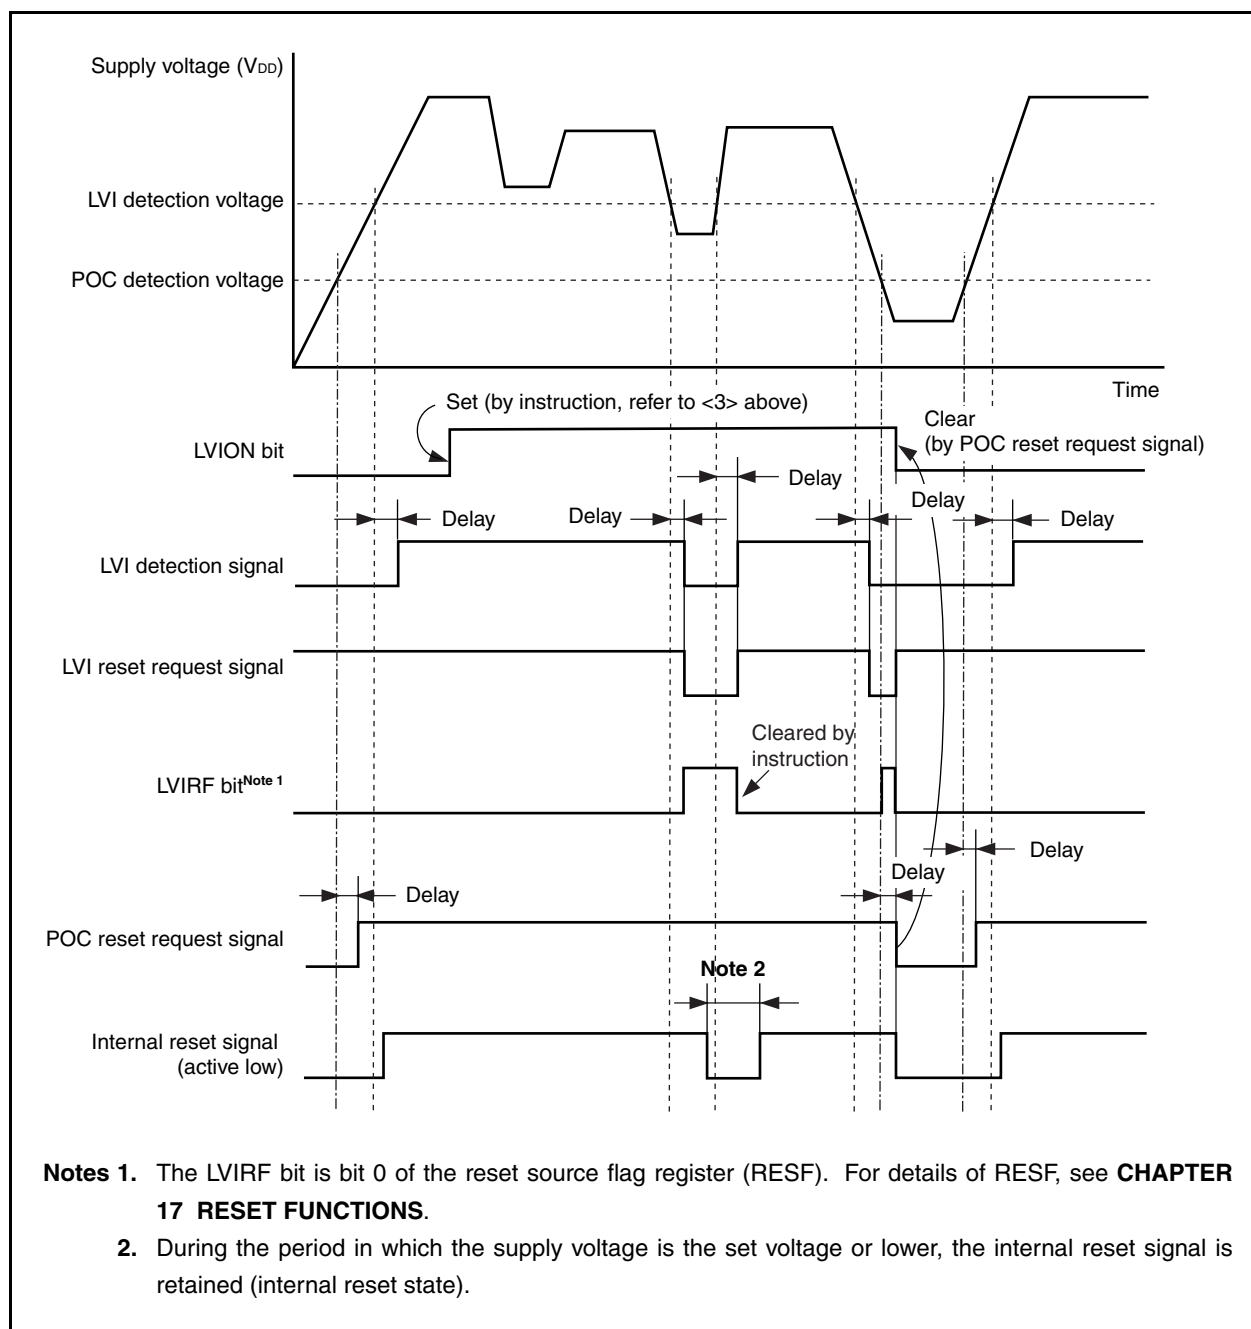 Supply voltage (VDD)
LVI detection voltage
POC detection voltage
Time
Set (by instruction, refer to <3> above)
Clear
(by POC reset request signal)
LVION bit
Delay
Delay
Delay
Delay
Delay
Delay
LVI detection signal
LVI reset request signal
Cleared by
instruction
LVIRF bitNote 1
Delay
Delay
Delay
POC reset request signal
Note 2
Internal reset signal
(active low)
Notes 1. The LVIRF bit is bit 0 of the reset source flag register (RESF). For details of RESF, see CHAPTER
17 RESET FUNCTIONS.
2. During the period in which the supply voltage is the set voltage or lower, the internal reset signal is
retained (internal reset state).